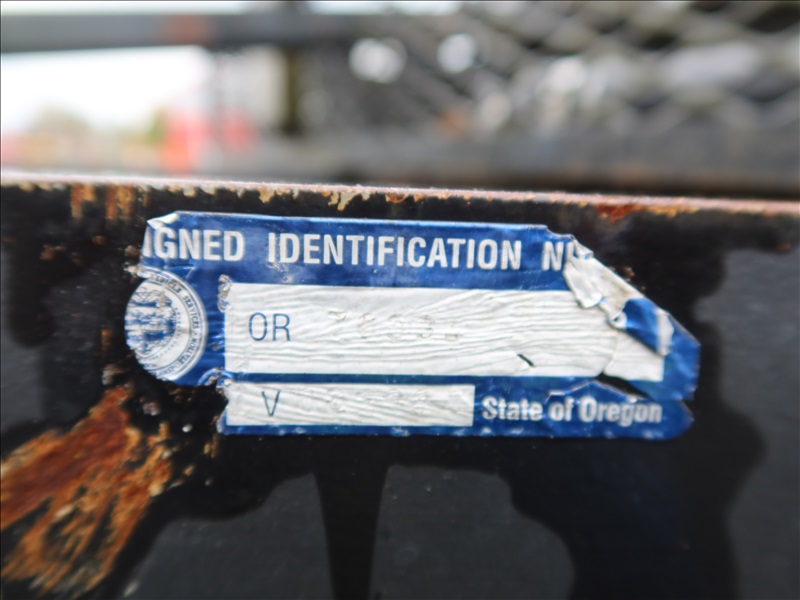 IGNED IDENTIFICATION N
OR
V State of Oregon